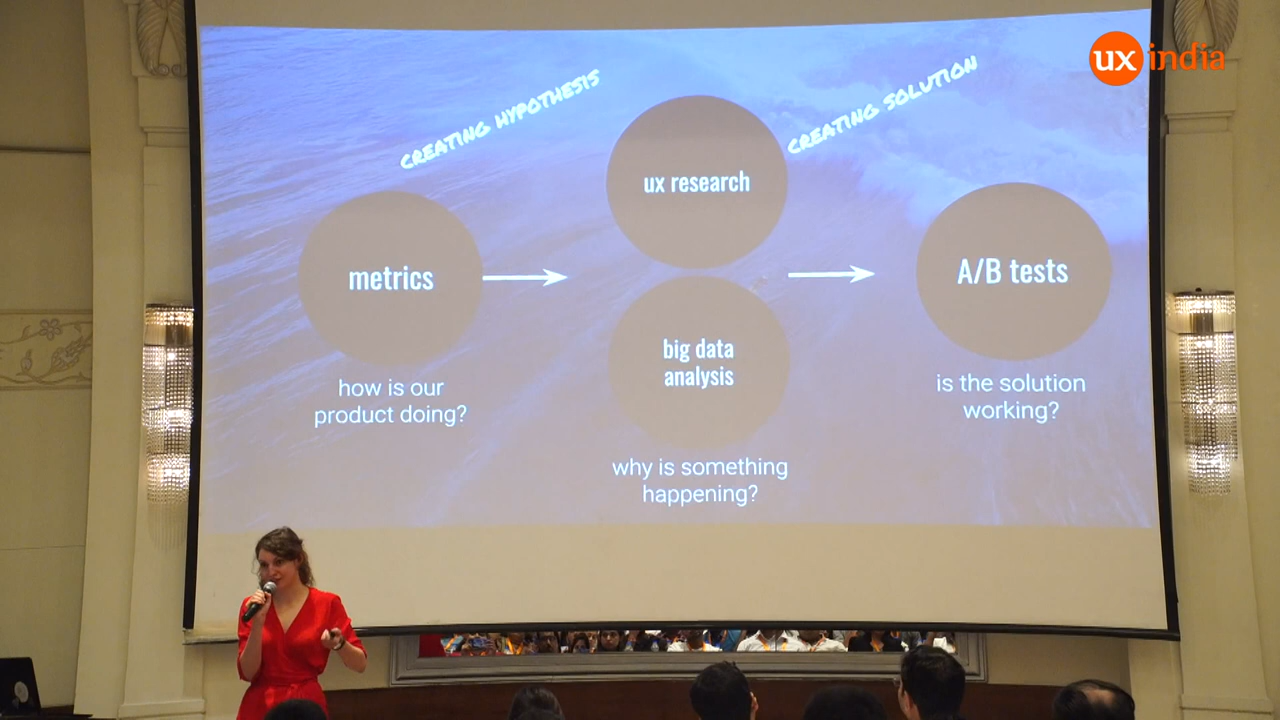 ux india
CREATING HYPOTHESIS
CREATING SOLUTION
ux research
metrics
A/B tests
big data
analysis
how is our
product doing?
is the solution
working?
why is something
happening?